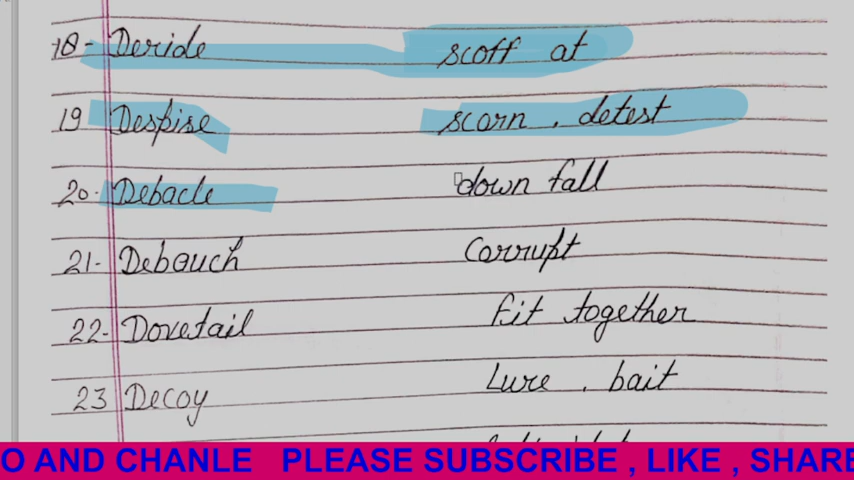 18- Deride scoff at
19 Despise scorn, detest
20. Debacle down fall
21- Debauch Corrupt
22- Dovetail Fit together
23 Decoy Lure, bait
O AND CHANLE PLEASE SUBSCRIBE , LIKE , SHARE